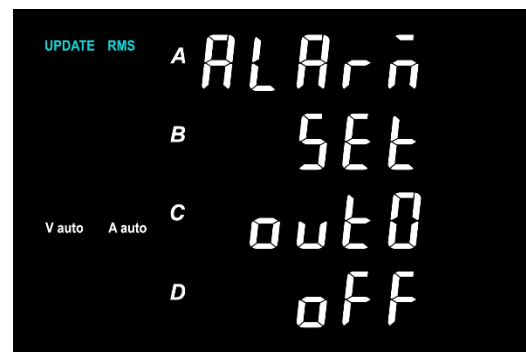 UPDATE RMS
A ALArm
B SEt
V auto A auto C out0
D oFF